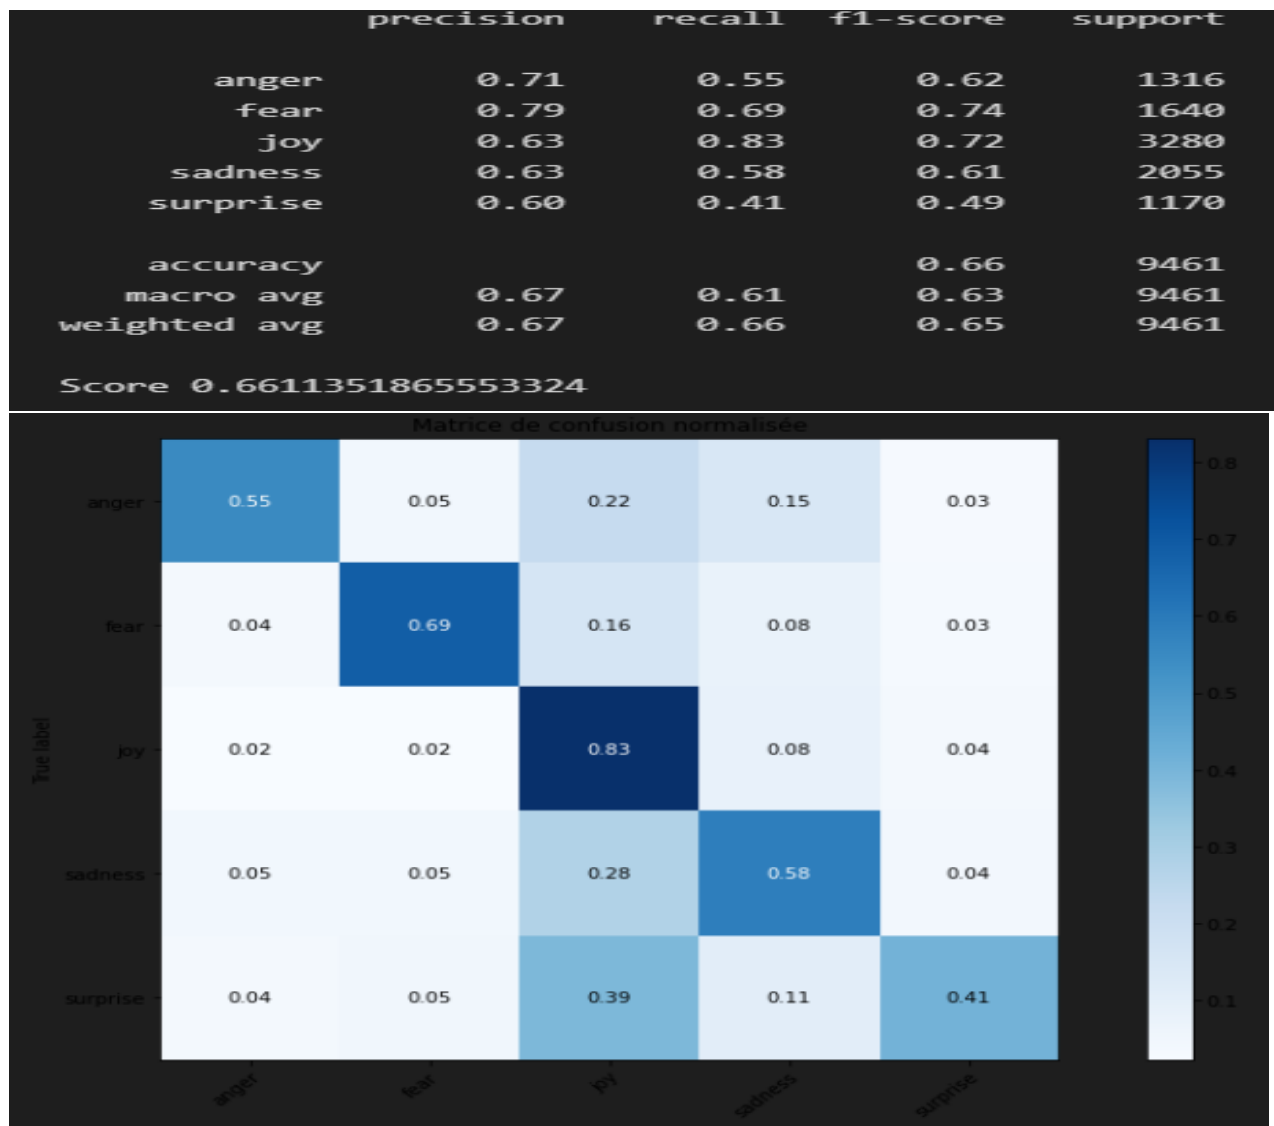 precision recall f1-score support
anger 0.71 0.55 0.62 1316
fear 0.79 0.69 0.74 1640
joy 0.63 0.83 0.72 3280
sadness 0.63 0.58 0.61 2055
surprise 0.60 0.41 0.49 1170
accuracy 0.66 9461
macro avg 0.67 0.61 0.63 9461
weighted avg 0.67 0.66 0.65 9461
Score 0.6611351865553324
Matrice de confusion normalisée
True label
anger 0.55 0.05 0.22 0.15 0.03
fear 0.04 0.69 0.16 0.08 0.03
joy 0.02 0.02 0.83 0.08 0.04
sadness 0.05 0.05 0.28 0.58 0.04
surprise 0.04 0.05 0.39 0.11 0.41
anger fear joy sadness surprise
0.8
0.7
0.6
0.5
0.4
0.3
0.2
0.1